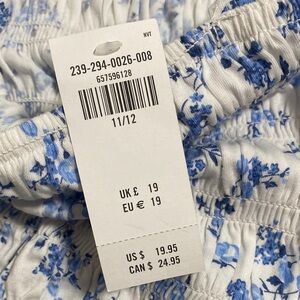 NVT
239-294-0026-008
657596128
11/12
UK £ 19
EU € 19
US $ 19.95
CAN $ 24.95